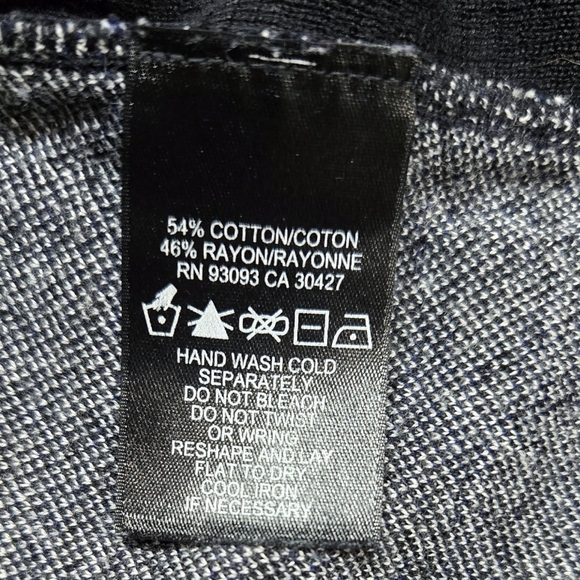 54% COTTON/COTON
46% RAYON/RAYONNE
RN 93093 CA 30427
HAND WASH COLD
SEPARATELY
DO NOT BLEACH
DO NOT TWIST
OR WRING
RESHAPE AND LAY
FLAT TO DRY
COOL IRON
IF NECESSARY